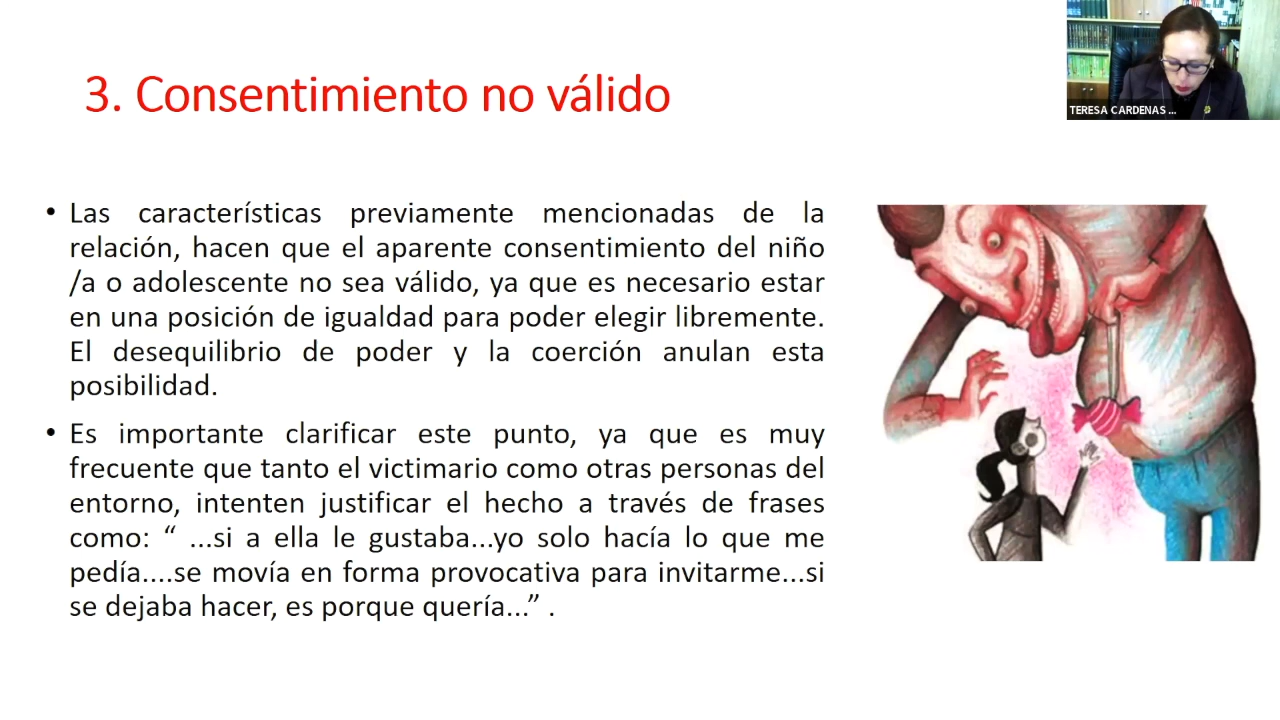 3. Consentimiento no válido
TERESA CARDENAS ...
• Las características previamente mencionadas de la
relación, hacen que el aparente consentimiento del niño
/a o adolescente no sea válido, ya que es necesario estar
en una posición de igualdad para poder elegir libremente.
El desequilibrio de poder y la coerción anulan esta
posibilidad.
• Es importante clarificar este punto, ya que es muy
frecuente que tanto el victimario como otras personas del
entorno, intenten justificar el hecho a través de frases
como: “ ...si a ella le gustaba...yo solo hacía lo que me
pedía....se movía en forma provocativa para invitarme...si
se dejaba hacer, es porque quería...” .